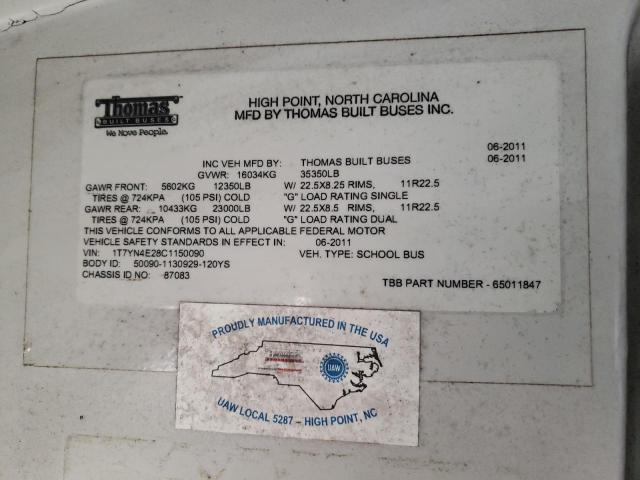 Thomas
BUILT BUSES
We Move People.
HIGH POINT, NORTH CAROLINA
MFD BY THOMAS BUILT BUSES INC.
06-2011
INC VEH MFD BY: THOMAS BUILT BUSES 06-2011
GVWR: 16034KG 35350LB
GAWR FRONT: 5602KG 12350LB W/ 22.5X8.25 RIMS, 11R22.5
TIRES @ 724KPA (105 PSI) COLD "G" LOAD RATING SINGLE
GAWR REAR: 10433KG 23000LB W/ 22.5X8.5 RIMS, 11R22.5
TIRES @ 724KPA (105 PSI) COLD "G" LOAD RATING DUAL
THIS VEHICLE CONFORMS TO ALL APPLICABLE FEDERAL MOTOR
VEHICLE SAFETY STANDARDS IN EFFECT IN: 06-2011
VIN: 1T7YN4E28C1150090 VEH. TYPE: SCHOOL BUS
BODY ID: 50090-1130929-120YS
CHASSIS ID NO: 87083 TBB PART NUMBER - 65011847
PROUDLY MANUFACTURED IN THE USA
UAW
UAW LOCAL 5287 – HIGH POINT, NC